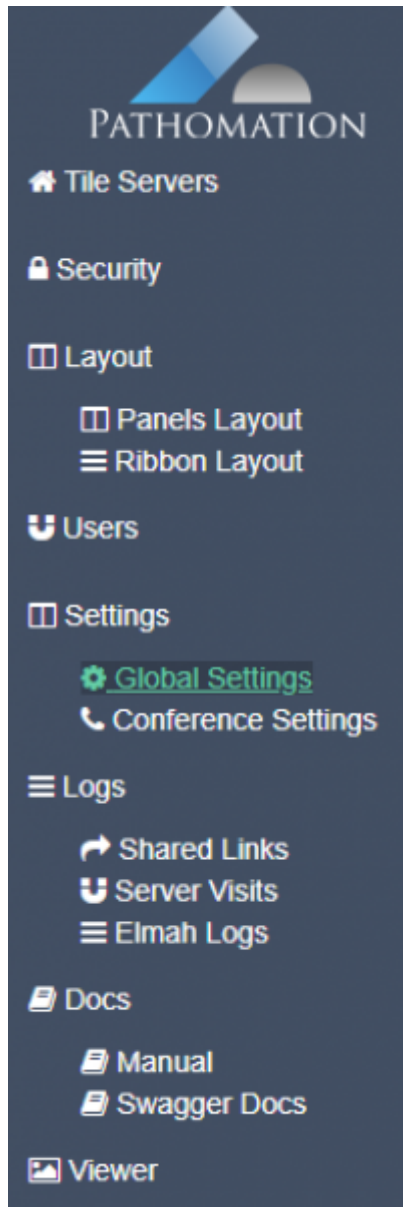 PATHOMATION
Tile Servers
Security
Layout
Panels Layout
Ribbon Layout
Users
Settings
Global Settings
Conference Settings
Logs
Shared Links
Server Visits
Elmah Logs
Docs
Manual
Swagger Docs
Viewer